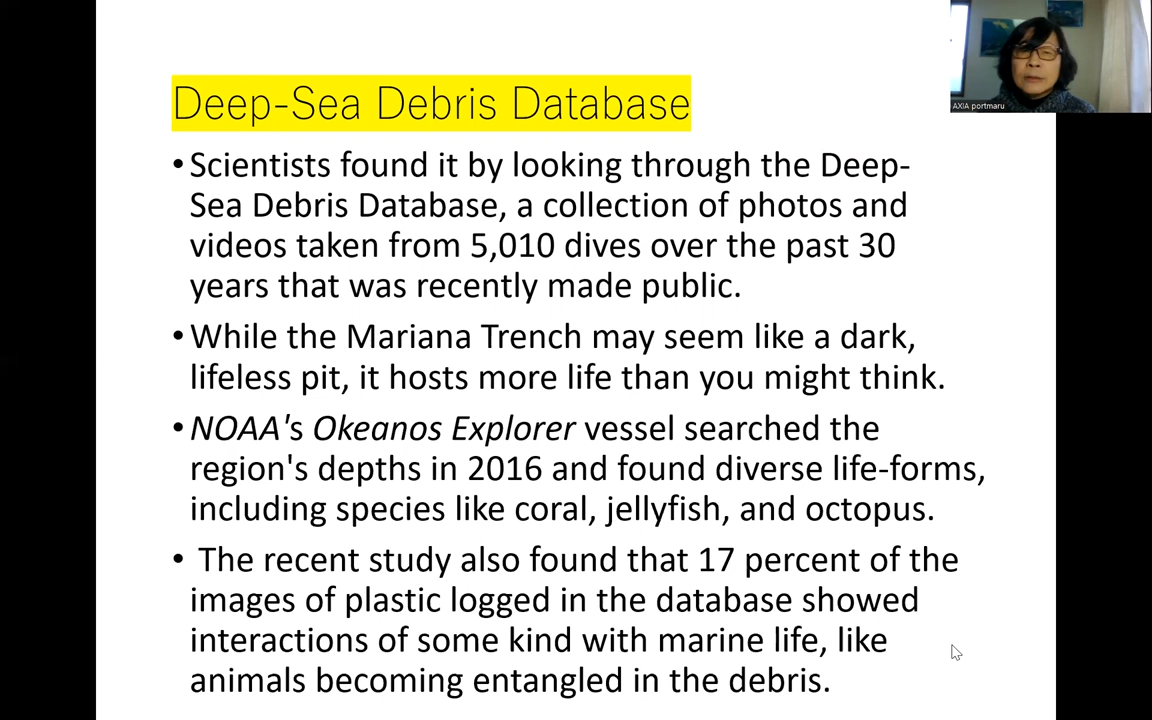 Deep-Sea Debris Database
•Scientists found it by looking through the Deep-
Sea Debris Database, a collection of photos and
videos taken from 5,010 dives over the past 30
years that was recently made public.
•While the Mariana Trench may seem like a dark,
lifeless pit, it hosts more life than you might think.
•NOAA's Okeanos Explorer vessel searched the
region's depths in 2016 and found diverse life-forms,
including species like coral, jellyfish, and octopus.
• The recent study also found that 17 percent of the
images of plastic logged in the database showed
interactions of some kind with marine life, like
animals becoming entangled in the debris.
AXIA portmaru